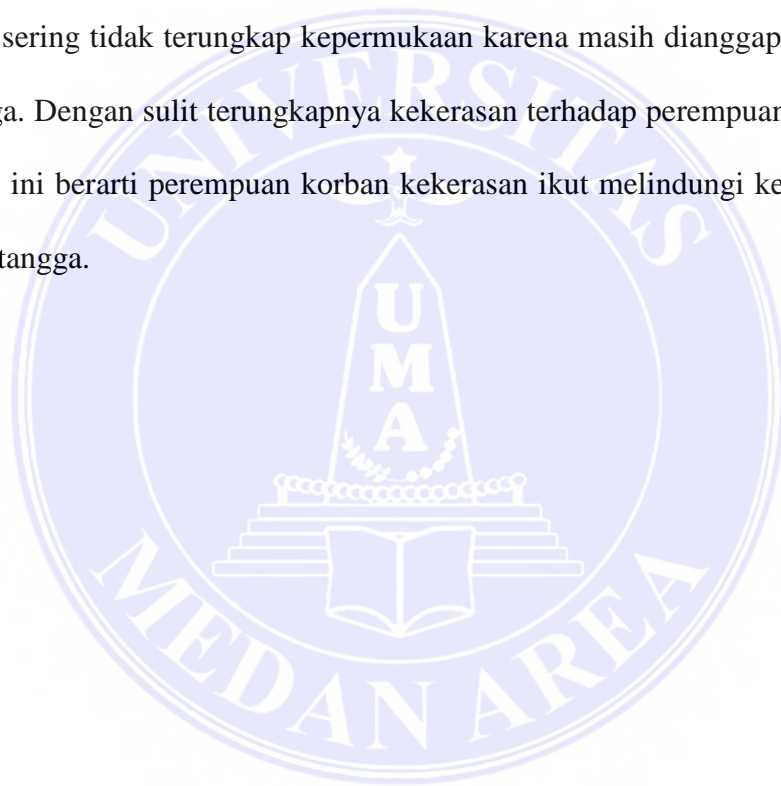 sering tidak terungkap kepermukaan karena masih dianggap
ga. Dengan sulit terungkapnya kekerasan terhadap perempuan
ini berarti perempuan korban kekerasan ikut melindungi ke
tangga.
UNIVERSITAS
U
M
A
MEDAN AREA